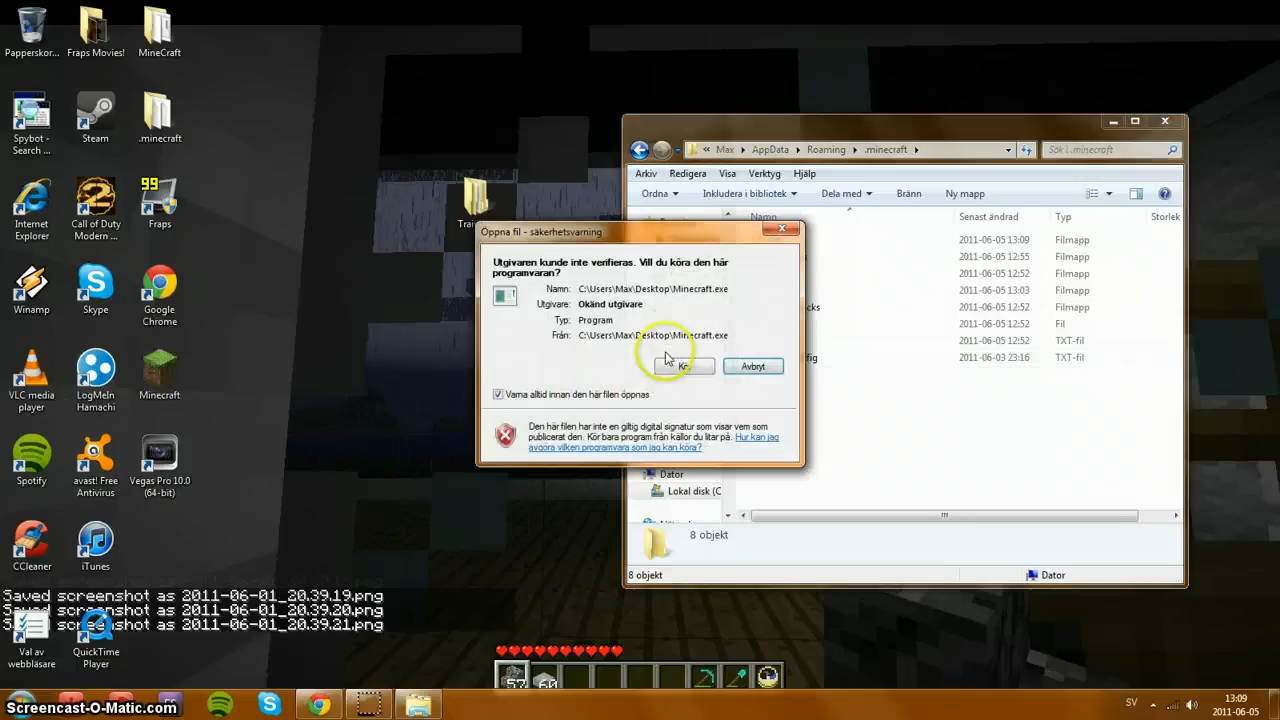 Papperskor...
Fraps Movies!
MineCraft
Spybot -
Search ...
Steam
.minecraft
Internet
Explorer
Call of Duty
Modern ...
99
Fraps
Winamp
Skype
Google
Chrome
VLC media
player
LogMeIn
Hamachi
Minecraft
Spotify
avast! Free
Antivirus
Vegas Pro 10.0
(64-bit)
CCleaner
iTunes
Saved screenshot as 2011-06-01_20.39.19.png
Saved screenshot as 2011-06-01_20.39.20.png
Saved screenshot as 2011-06-01_20.39.21.png
Val av
webbläsare
QuickTime
Player
« Max AppData Roaming .minecraft
Sök i .minecraft
Arkiv Redigera Visa Verktyg Hjälp
Ordna Inkludera i bibliotek Dela med Bränn Ny mapp
Namn Senast ändrad Typ Storlek
2011-06-05 13:09 Filmapp
2011-06-05 12:55 Filmapp
2011-06-05 12:52 Filmapp
2011-06-05 13:03 Filmapp
2011-06-05 12:52 Filmapp
2011-06-05 12:52 Fil
2011-06-05 12:52 TXT-fil
2011-06-03 23:16 TXT-fil
Dator
Lokal disk (C
8 objekt
8 objekt
Dator
Öppna fil - säkerhetsvarning
Utgivaren kunde inte verifieras. Vill du köra den här
programvaran?
Namn: C:\Users\Max\Desktop\Minecraft.exe
Utgivare: Okänd utgivare
Typ: Program
Från: C:\Users\Max\Desktop\Minecraft.exe
Avbryt
Varna alltid innan den här filen öppnas
Den här filen har inte en giltig digital signatur som visar vem som
publicerat den. Kör bara program från källor du litar på. Hur kan jag
avgöra vilken programvara som jag kan köra?
57 60
Screencast-O-Matic.com
SV
13:09
2011-06-05